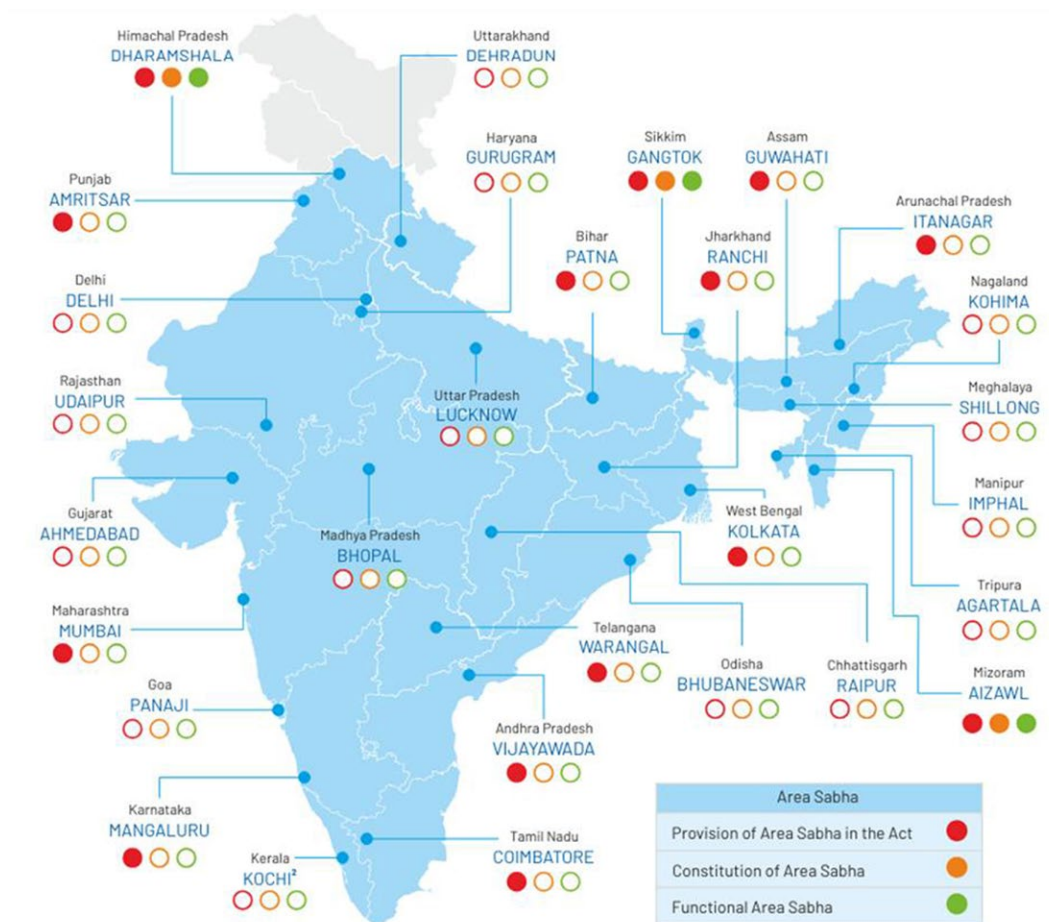 Himachal Pradesh
DHARAMSHALA
Uttarakhand
DEHRADUN
Haryana
GURUGRAM
Sikkim
GANGTOK
Assam
GUWAHATI
Punjab
AMRITSAR
Arunachal Pradesh
ITANAGAR
Bihar
PATNA
Jharkhand
RANCHI
Delhi
DELHI
Nagaland
KOHIMA
Rajasthan
UDAIPUR
Uttar Pradesh
LUCKNOW
Meghalaya
SHILLONG
Gujarat
AHMEDABAD
Madhya Pradesh
BHOPAL
West Bengal
KOLKATA
Manipur
IMPHAL
Maharashtra
MUMBAI
Telangana
WARANGAL
Tripura
AGARTALA
Goa
PANAJI
Odisha
BHUBANESWAR
Chhattisgarh
RAIPUR
Mizoram
AIZAWL
Andhra Pradesh
VIJAYAWADA
Karnataka
MANGALURU
Kerala
KOCHI²
Tamil Nadu
COIMBATORE
Area Sabha
Provision of Area Sabha in the Act
Constitution of Area Sabha
Functional Area Sabha